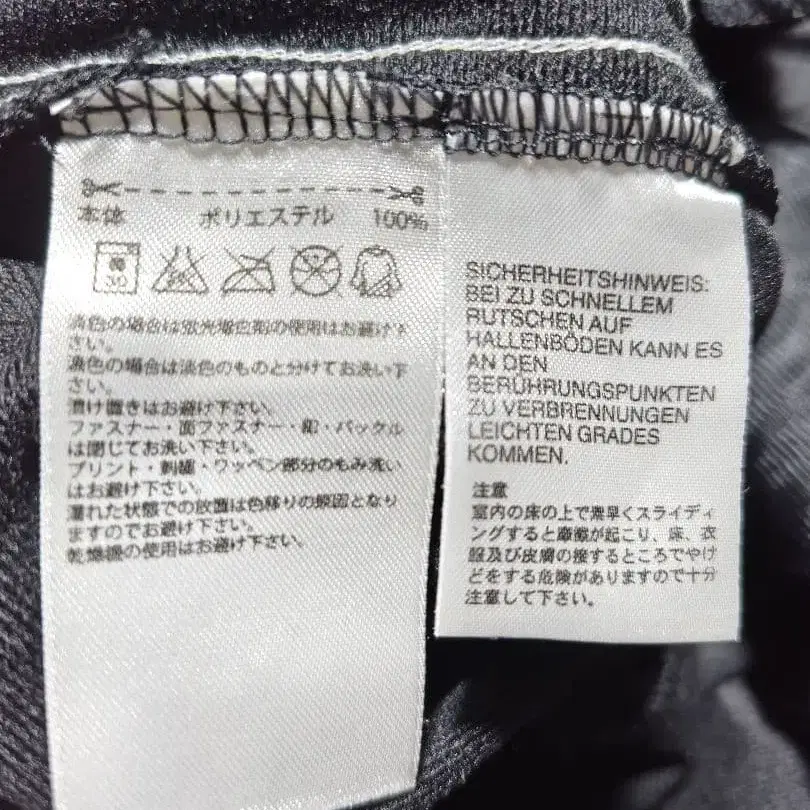 本体 ポリエステル 100%
弱
30
淡色の場合は蛍光増白剤の使用はお避け下
さい。
濃色の場合は淡色のものと分けてお洗い下
さい。
漬け置きはお避け下さい。
ファスナー・面ファスナー・釦・バックル
は閉じてお洗い下さい。
プリント・刺繍・ワッペン部分のもみ洗い
はお避け下さい。
濡れた状態での放置は色移りの原因となり
ますのでお避け下さい。
乾燥機の使用はお避け下さい。
SICHERHEITSHINWEIS:
BEI ZU SCHNELLEM
RUTSCHEN AUF
HALLENBÖDEN KANN ES
AN DEN
BERÜHRUNGSPUNKTEN
ZU VERBRENNUNGEN
LEICHTEN GRADES
KOMMEN.
注意
室内の床の上で素早くスライディ
ングすると摩擦が起こり、床、衣
服及び皮膚の接するところでやけ
どをする危険がありますので十分
注意して下さい。